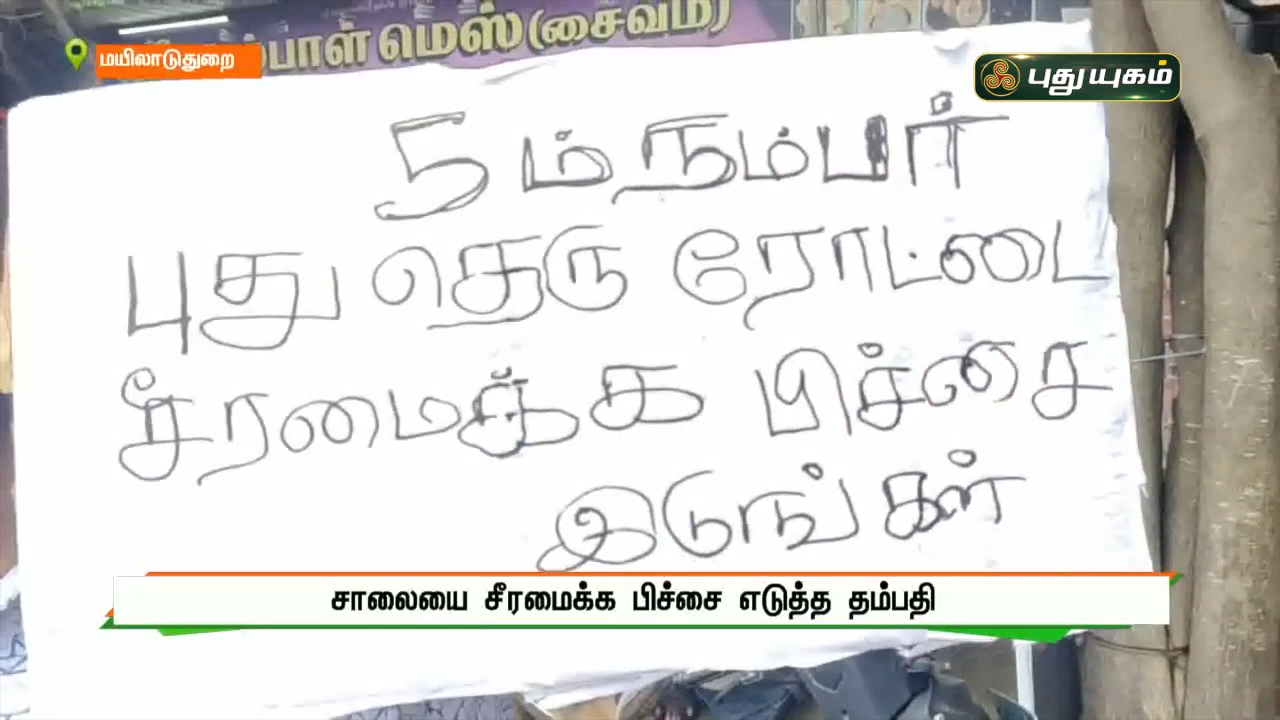 பாள் மெஸ்(சைவம்)
மயிலாடுதுறை
புதுயுகம்
5ம்நம்பர்
புது தெரு ரோட்டை
சீரமைக்க பிச்சை
இடுங்கள்
சாலையை சீரமைக்க பிச்சை எடுத்த தம்பதி